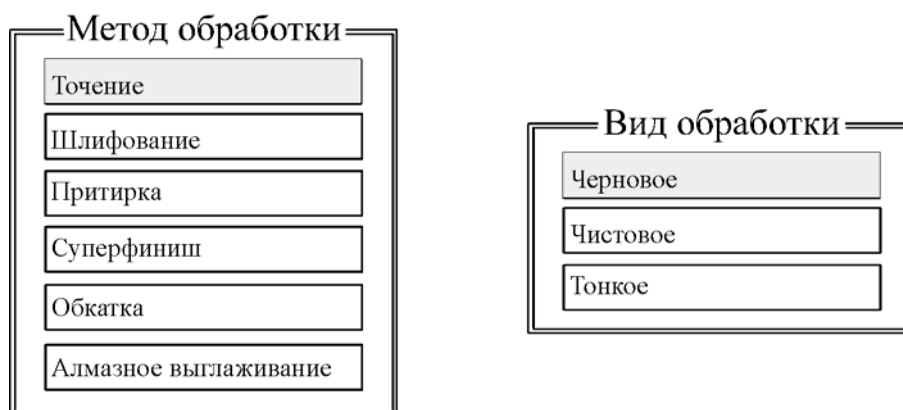 Метод обработки
Точение
Шлифование
Притирка
Суперфиниш
Обкатка
Алмазное выглаживание
Вид обработки
Черновое
Чистовое
Тонкое